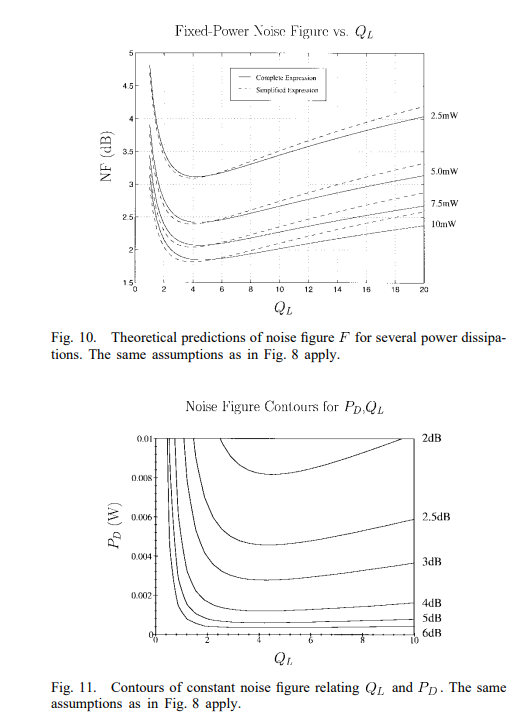 Fixed-Power Noise Figure vs. Q_L
5
4.5
4
3.5
3
2.5
2
1.5
NF (dB)
Complete Expression
Simplified Expression
2.5mW
5.0mW
7.5mW
10mW
0 2 4 6 8 10 12 14 16 18 20
Q_L
Fig. 10. Theoretical predictions of noise figure F for several power dissipa-
tions. The same assumptions as in Fig. 8 apply.
Noise Figure Contours for P_D,Q_L
0.01
0.008
0.006
0.004
0.002
0
P_D (W)
2dB
2.5dB
3dB
4dB
5dB
6dB
0 2 4 6 8 10
Q_L
Fig. 11. Contours of constant noise figure relating Q_L and P_D. The same
assumptions as in Fig. 8 apply.